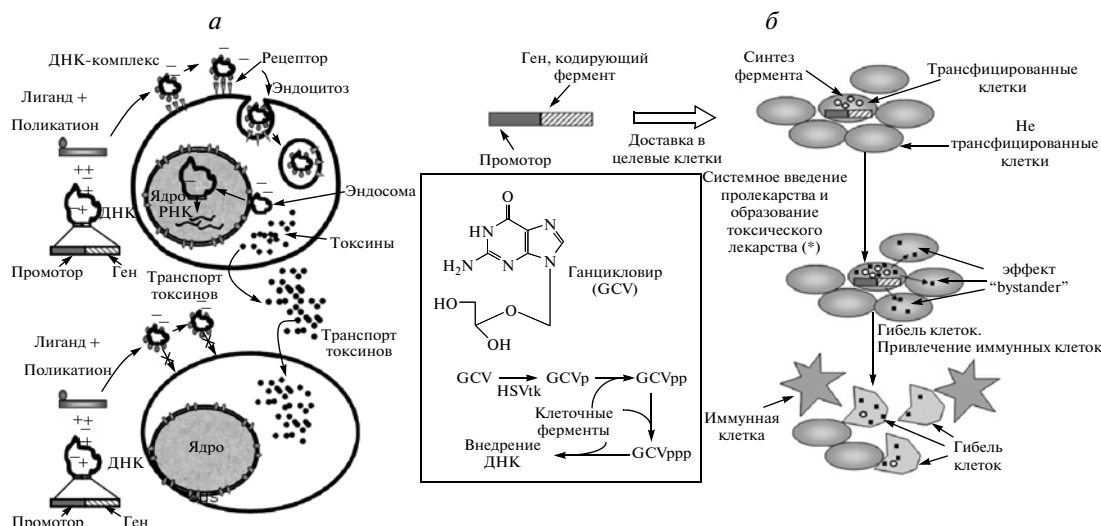 а
ДНК-комплекс
Рецептор
Эндоцитоз
Лиганд +
Поликатион
++
+
ДНК
Промотор
Ген
Ядро
РНК
Эндосома
Токсины
Транспорт
токсинов
Транспорт
токсинов
Лиганд +
Поликатион
++
+
ДНК
Промотор
Ген
Ядро
б
Ген, кодирующий
фермент
Промотор
Доставка в
целевые клетки
Синтез
фермента
Трансфицированные
клетки
Не
трансфицированные
клетки
Системное введение
пролекарства и
образование
токсического
лекарства (*)
эффект
“bystander”
Гибель клеток.
Привлечение иммунных клеток
Иммунная
клетка
Гибель
клеток
O
HN
N
H2N
N
N
HO
O
OH
Ганцикловир
(GCV)
GCV
HSVtk
GCVp
GCVpp
Клеточные
ферменты
GCVppp
Внедрение
ДНК